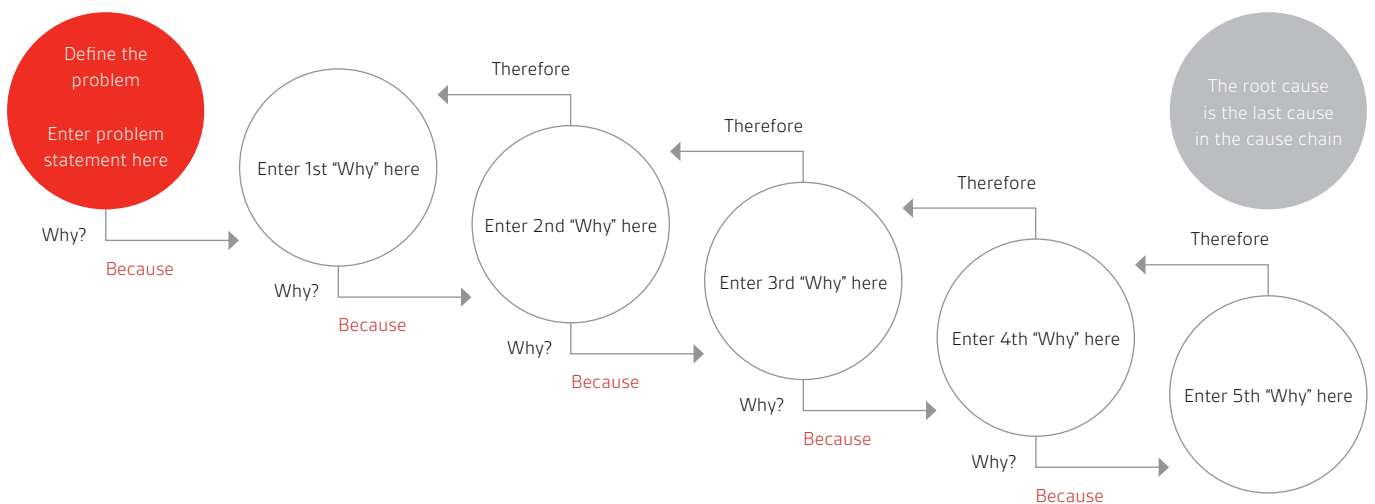 Define the
problem
Enter problem
statement here
Why?
Because
Enter 1st “Why” here
Therefore
Why?
Because
Enter 2nd “Why” here
Therefore
Why?
Because
Enter 3rd “Why” here
Therefore
Why?
Because
Enter 4th “Why” here
Therefore
Why?
Because
Enter 5th “Why” here
The root cause
is the last cause
in the cause chain